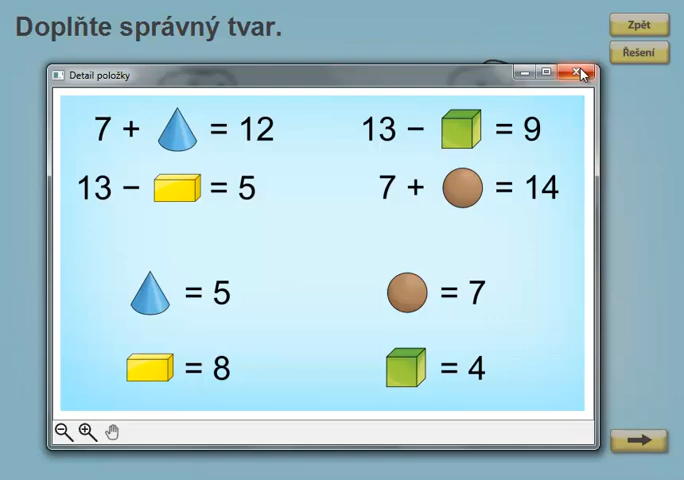 Doplňte správný tvar.
Zpět
Řešení
Detail položky
7 + = 12
13 − = 9
13 − = 5
7 + = 14
= 5
= 7
= 8
= 4